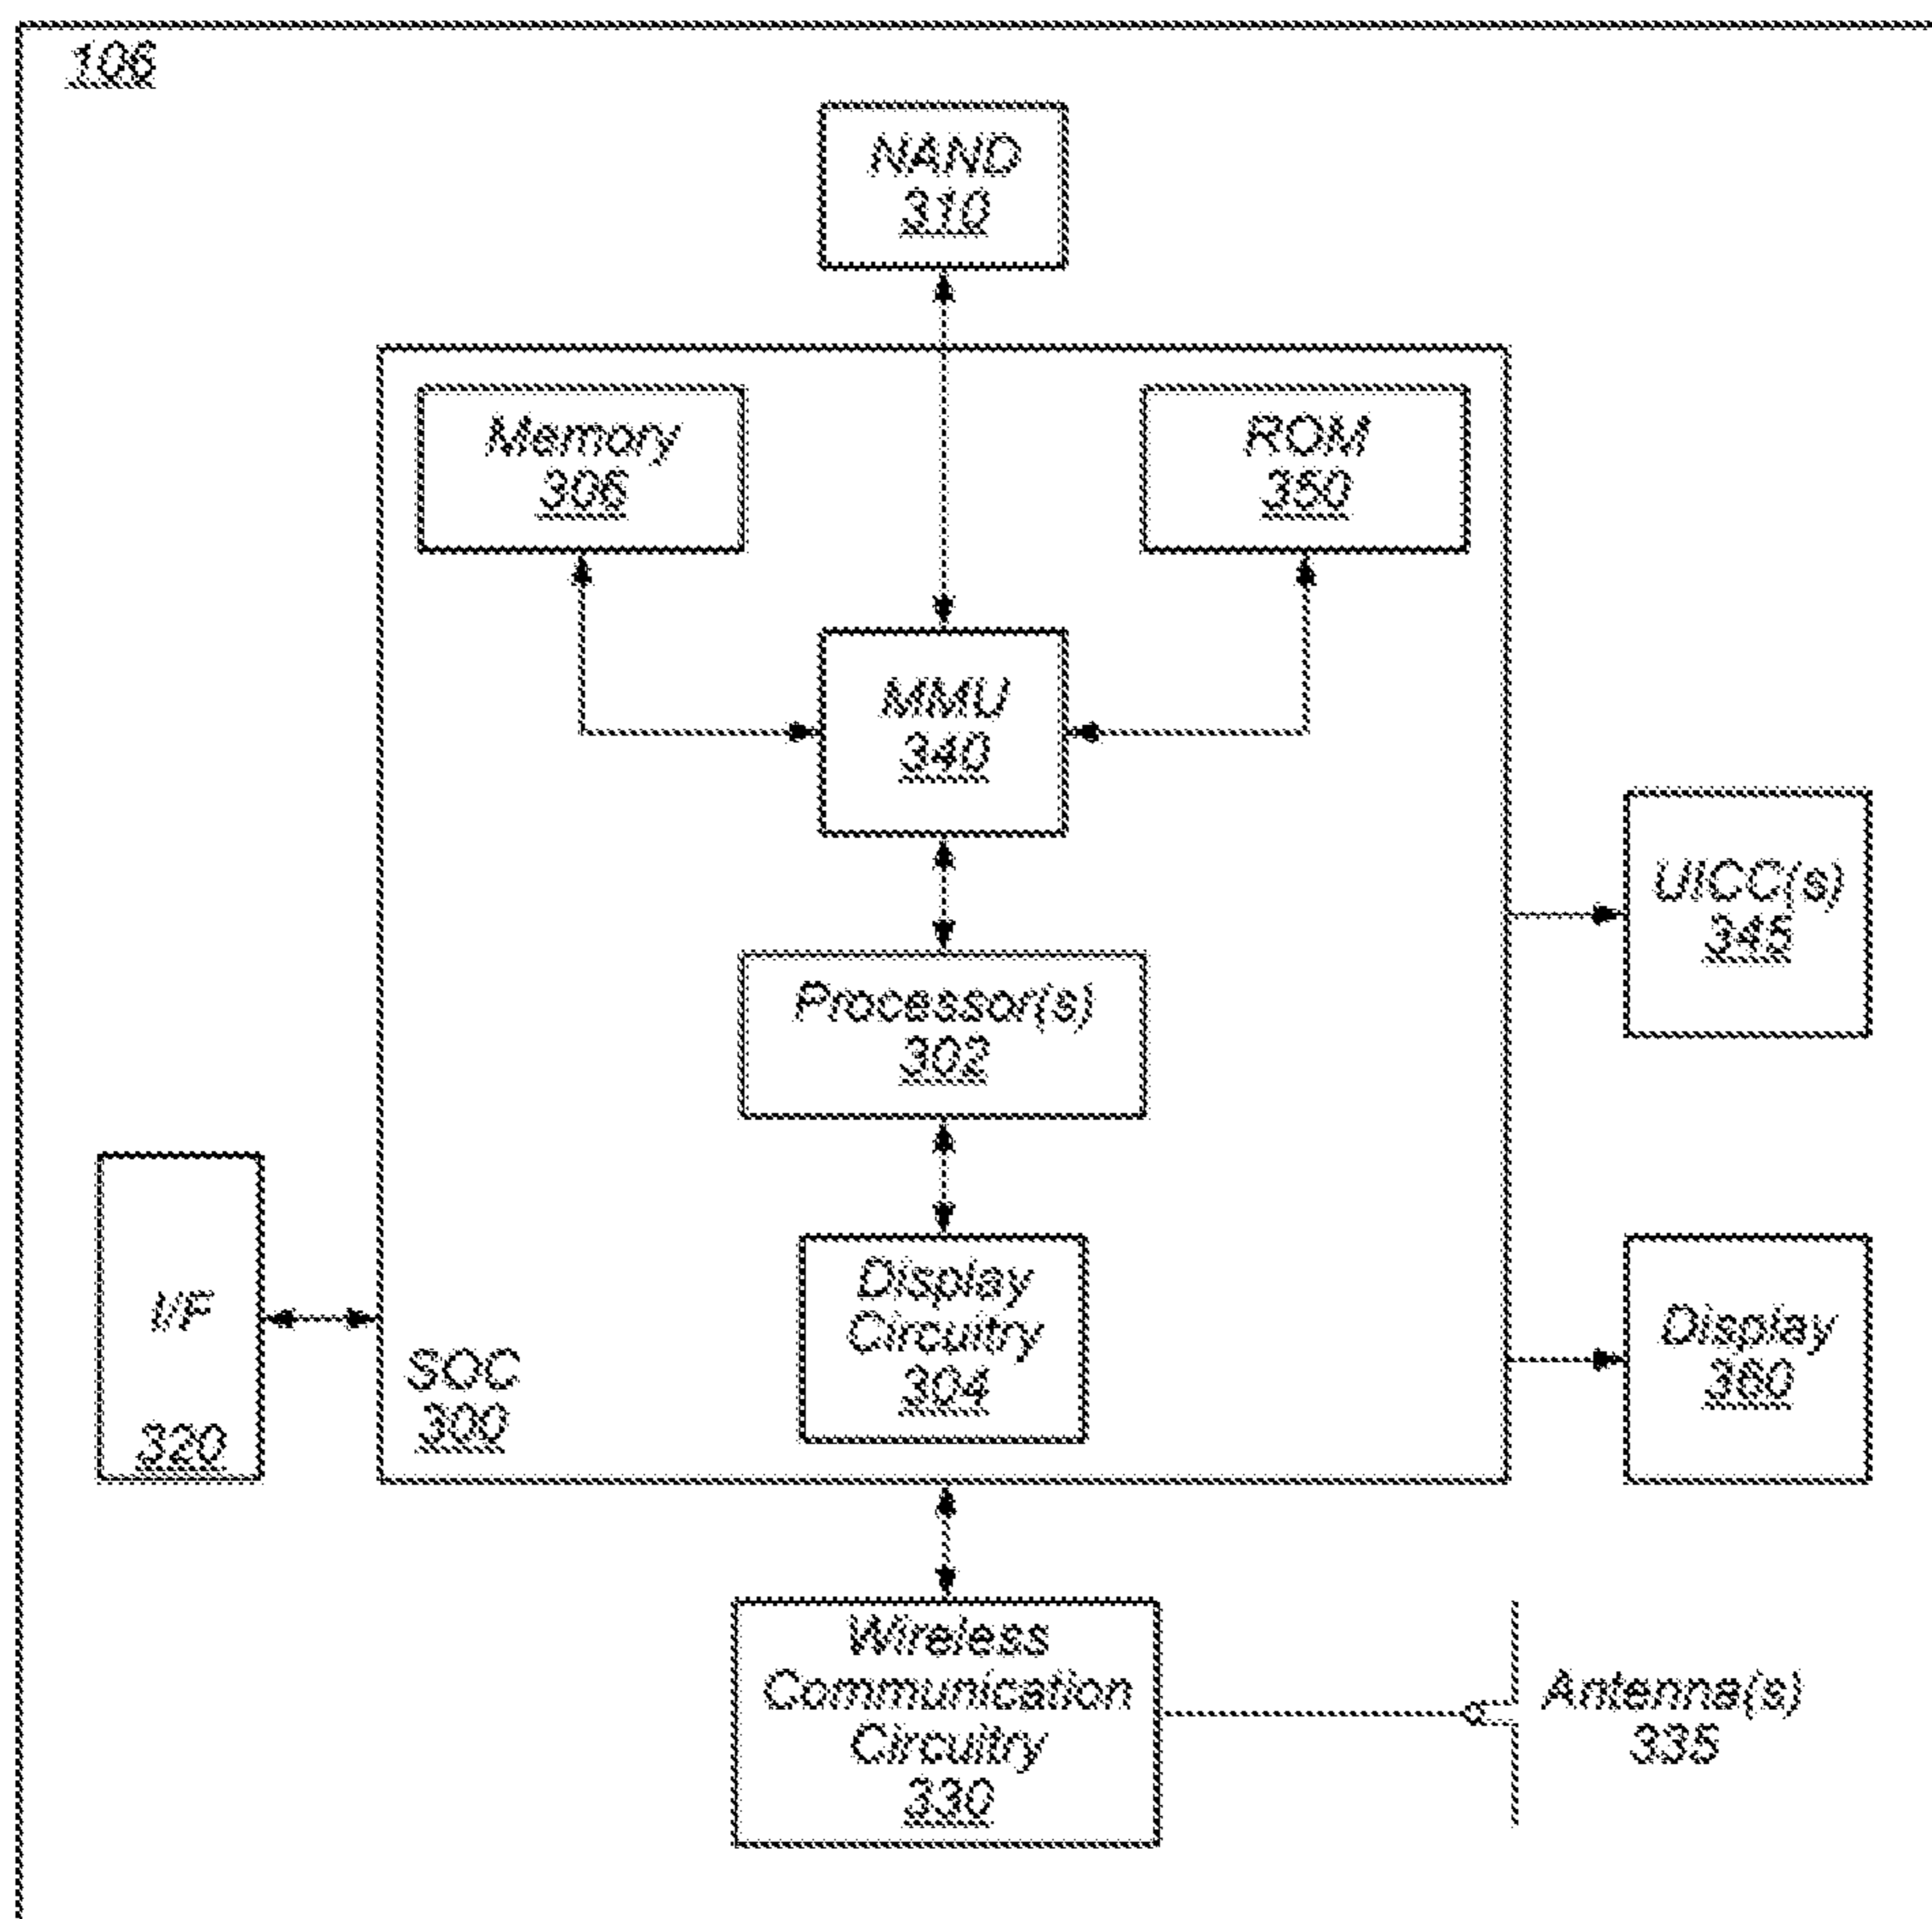 106
NAND
310
Memory
306
ROM
350
MMU
340
UICC(s)
345
Processor(s)
302
I/F
320
SOC
300
Display
Circuitry
304
Display
360
Wireless
Communication
Circuitry
330
Antenna(s)
335